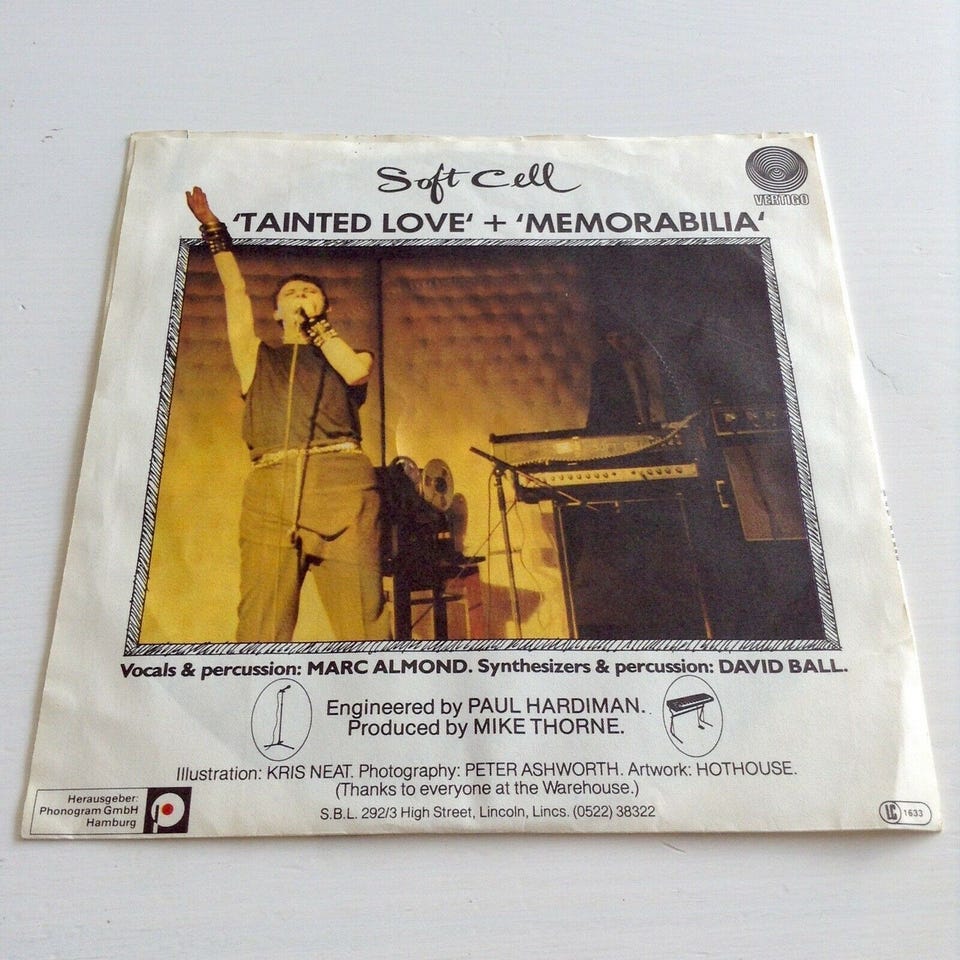 Soft Cell
VERTIGO
‘TAINTED LOVE‘ + ‘MEMORABILIA‘
Vocals & percussion: MARC ALMOND. Synthesizers & percussion: DAVID BALL.
Engineered by PAUL HARDIMAN.
Produced by MIKE THORNE.
Illustration: KRIS NEAT. Photography: PETER ASHWORTH. Artwork: HOTHOUSE.
(Thanks to everyone at the Warehouse.)
S.B.L. 292/3 High Street, Lincoln, Lincs. (0522) 38322
Herausgeber:
Phonogram GmbH
Hamburg
LC 1633